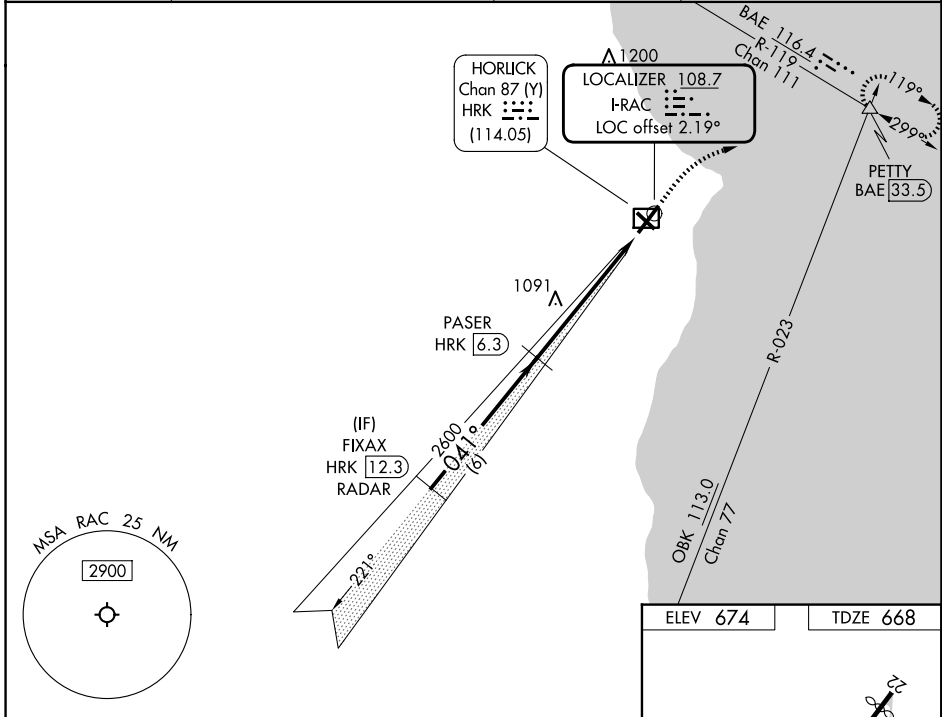 BAE 116.4
R-119
Chan 111
1200
HORLICK
Chan 87 (Y)
HRK
(114.05)
LOCALIZER 108.7
I-RAC
LOC offset 2.19°
119°
299°
PETTY
BAE 33.5
1091
PASER
HRK 6.3
R-023
(IF)
FIXAX
HRK 12.3
RADAR
2600
041°
(6)
221°
OBK 113.0
Chan 77
MSA RAC 25 NM
2900
ELEV 674
TDZE 668
22